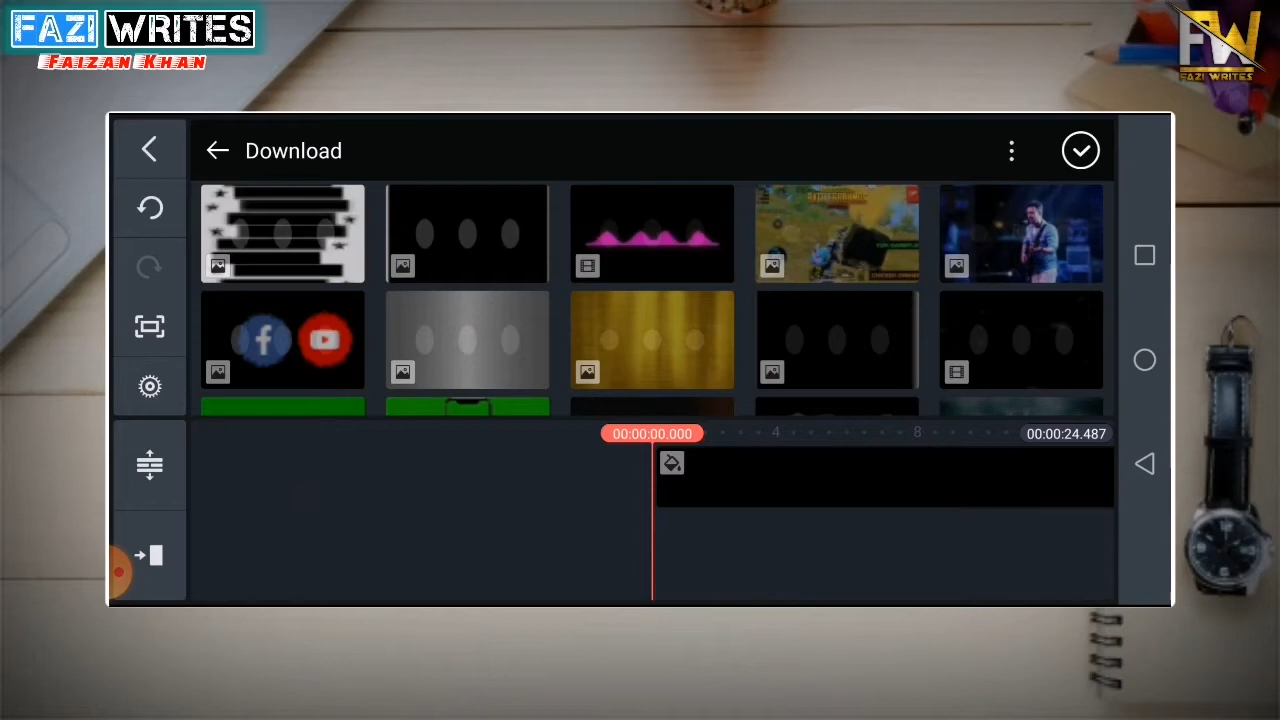 FAZI WRITES
Faizan Khan
FW
FAZI WRITES
Download
00:00:00.000
4
8
00:00:24.487